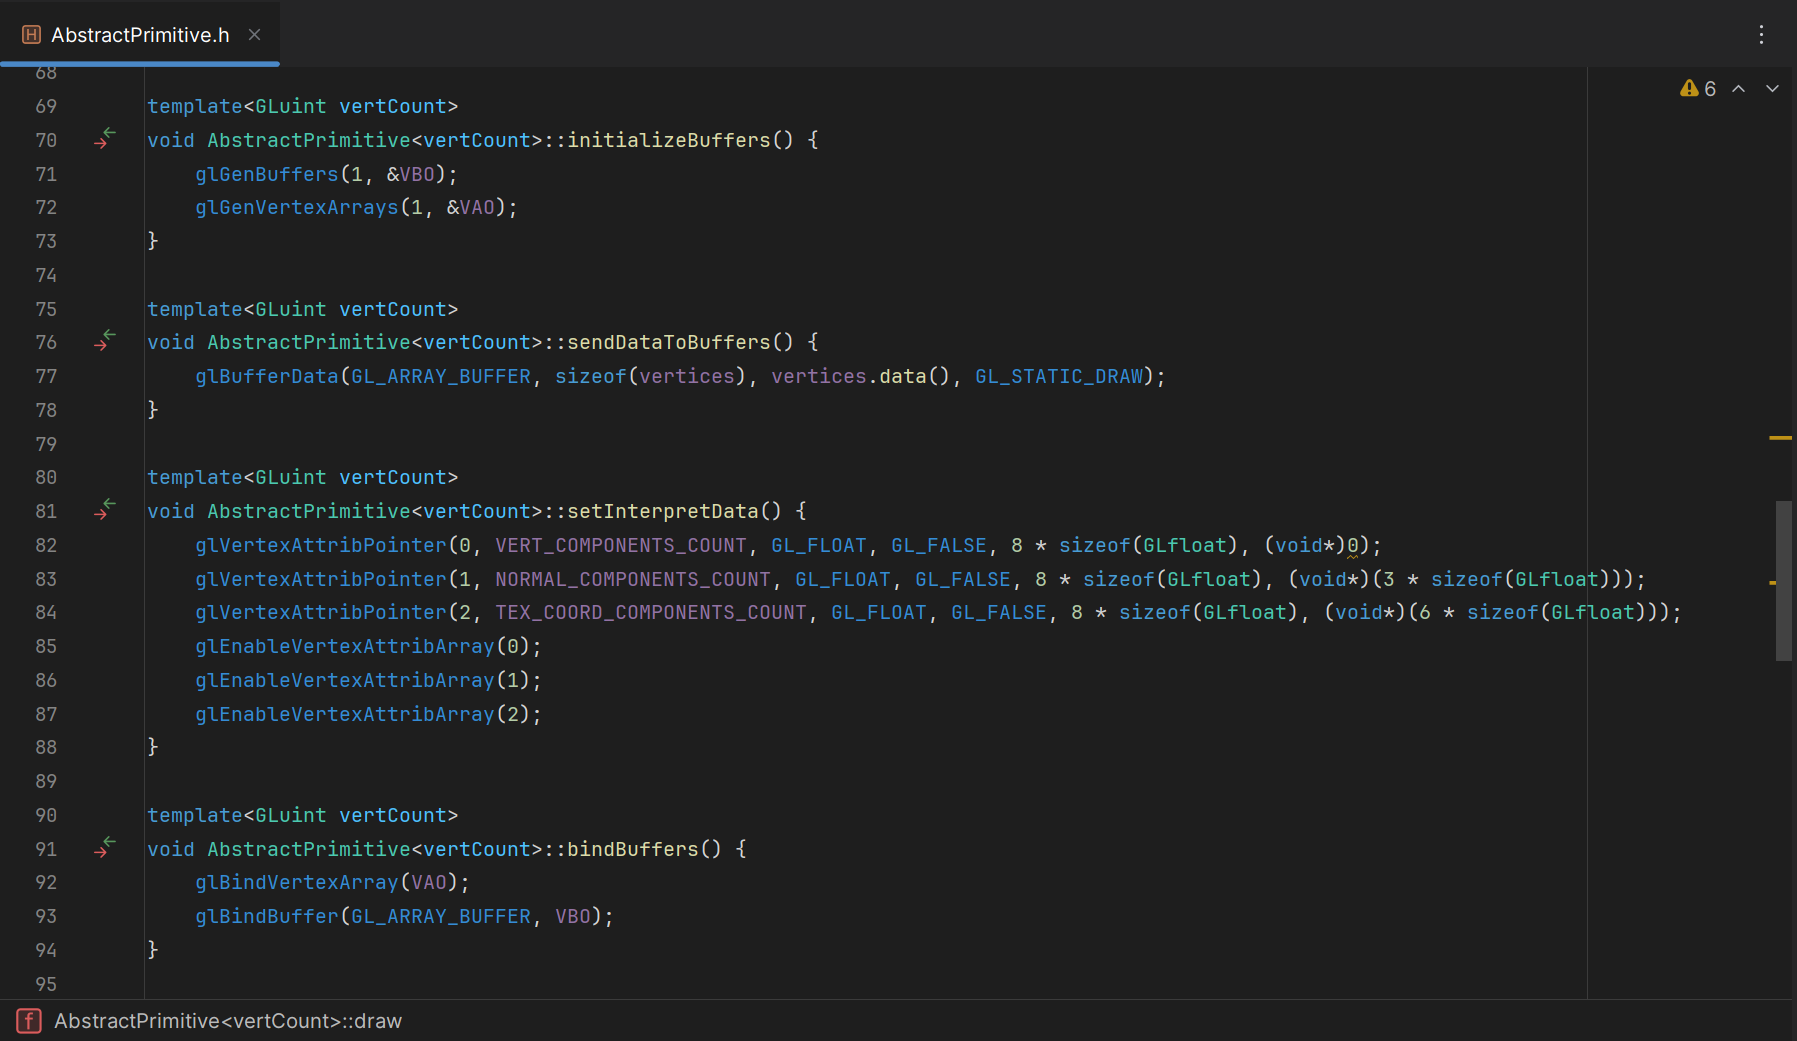 AbstractPrimitive.h
6
68
69 template<GLuint vertCount>
70 void AbstractPrimitive<vertCount>::initializeBuffers() {
71     glGenBuffers(1, &VBO);
72     glGenVertexArrays(1, &VAO);
73 }
74
75 template<GLuint vertCount>
76 void AbstractPrimitive<vertCount>::sendDataToBuffers() {
77     glBufferData(GL_ARRAY_BUFFER, sizeof(vertices), vertices.data(), GL_STATIC_DRAW);
78 }
79
80 template<GLuint vertCount>
81 void AbstractPrimitive<vertCount>::setInterpretData() {
82     glVertexAttribPointer(0, VERT_COMPONENTS_COUNT, GL_FLOAT, GL_FALSE, 8 * sizeof(GLfloat), (void*)0);
83     glVertexAttribPointer(1, NORMAL_COMPONENTS_COUNT, GL_FLOAT, GL_FALSE, 8 * sizeof(GLfloat), (void*)(3 * sizeof(GLfloat)));
84     glVertexAttribPointer(2, TEX_COORD_COMPONENTS_COUNT, GL_FLOAT, GL_FALSE, 8 * sizeof(GLfloat), (void*)(6 * sizeof(GLfloat)));
85     glEnableVertexAttribArray(0);
86     glEnableVertexAttribArray(1);
87     glEnableVertexAttribArray(2);
88 }
89
90 template<GLuint vertCount>
91 void AbstractPrimitive<vertCount>::bindBuffers() {
92     glBindVertexArray(VAO);
93     glBindBuffer(GL_ARRAY_BUFFER, VBO);
94 }
95
f AbstractPrimitive<vertCount>::draw